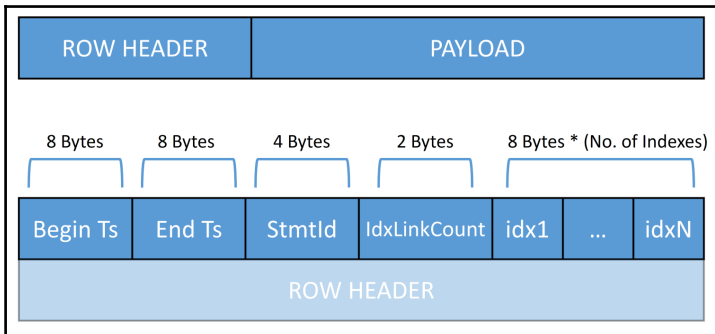 ROW HEADER PAYLOAD
8 Bytes 8 Bytes 4 Bytes 2 Bytes 8 Bytes * (No. of Indexes)
Begin Ts End Ts StmtId IdxLinkCount idx1 ... idxN
ROW HEADER